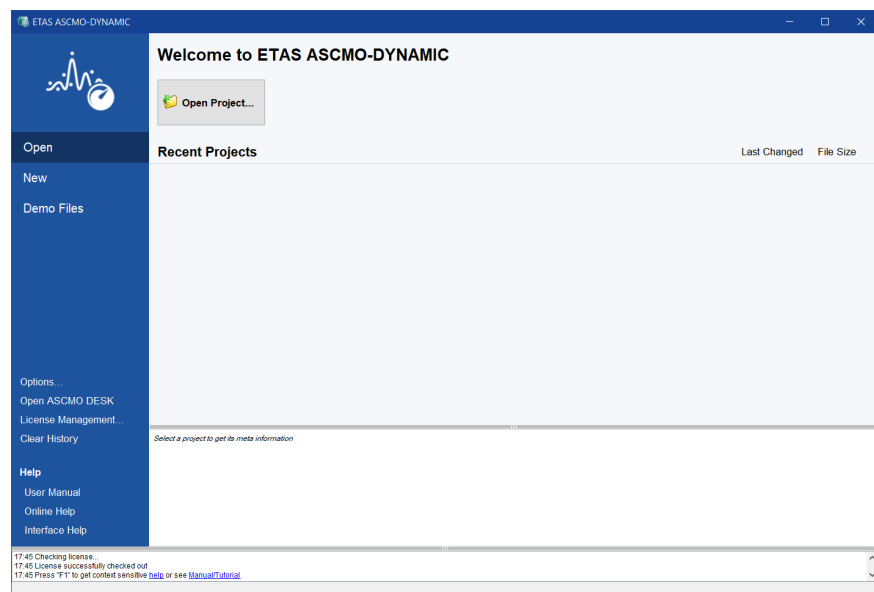 ETAS ASCMO-DYNAMIC
Welcome to ETAS ASCMO-DYNAMIC
Open Project...
Open
New
Demo Files
Recent Projects
Last Changed
File Size
Options...
Open ASCMO DESK
License Management...
Clear History
Help
User Manual
Online Help
Interface Help
Select a project to get its meta information
17:45 Checking license...
17:45 License successfully checked out
17:45 Press "F1" to get context sensitive help or see Manual/Tutorial